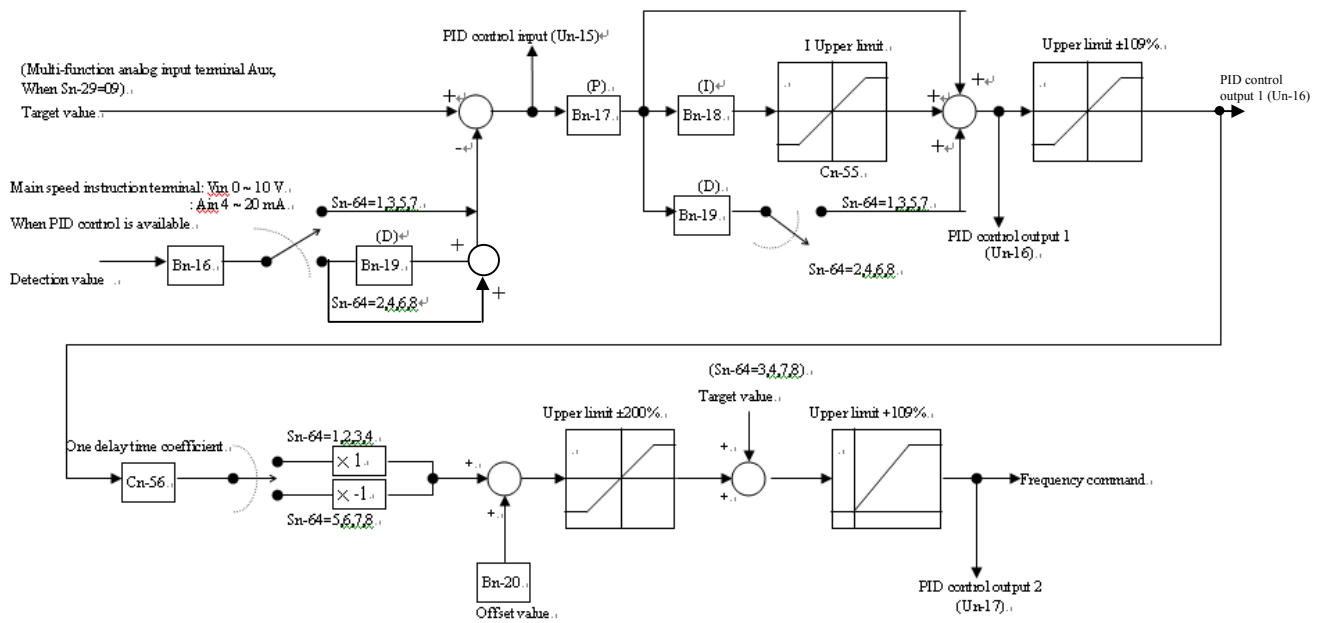 PID control input (Un-15)
I Upper limit
Upper limit ±109%
(Multi-function analog input terminal Aux,
When Sn-29=09)
Target value
+
-
(P)
Bn-17
(I)
Bn-18
Cn-55
+
+
+
PID control
output 1 (Un-16)
Main speed instruction terminal: Vin 0 ~ 10 V
: Ain 4 ~ 20 mA
When PID control is available
Sn-64=1,3,5,7
(D)
Bn-19
Sn-64=1,3,5,7
PID control output 1
(Un-16)
Sn-64=2,4,6,8
Detection value
Bn-16
(D)
Bn-19
+
+
Sn-64=2,4,6,8
(Sn-64=3,4,7,8)
Target value
Upper limit ±200%
Upper limit +109%
One delay time coefficient
Cn-56
Sn-64=1,2,3,4
× 1
× -1
Sn-64=5,6,7,8
+
+
+
+
Frequency command
Bn-20
Offset value
PID control output 2
(Un-17)